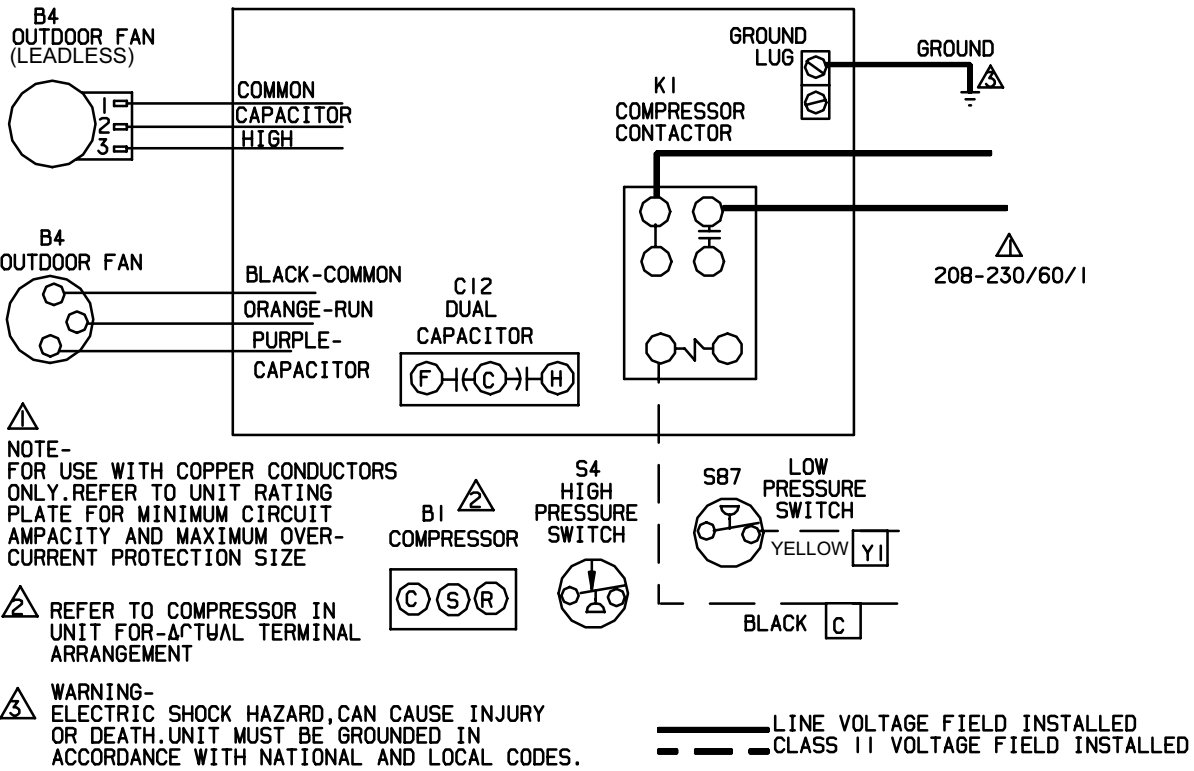 B4
OUTDOOR FAN
(LEADLESS)
1
2
3
COMMON
CAPACITOR
HIGH
GROUND
LUG
GROUND
3
K1
COMPRESSOR
CONTACTOR
1
208-230/60/1
B4
OUTDOOR FAN
BLACK-COMMON
ORANGE-RUN
PURPLE-
CAPACITOR
C12
DUAL
CAPACITOR
F C H
1
NOTE-
FOR USE WITH COPPER CONDUCTORS
ONLY.REFER TO UNIT RATING
PLATE FOR MINIMUM CIRCUIT
AMPACITY AND MAXIMUM OVER-
CURRENT PROTECTION SIZE
2
REFER TO COMPRESSOR IN
UNIT FOR-ACTUAL TERMINAL
ARRANGEMENT
3
WARNING-
ELECTRIC SHOCK HAZARD,CAN CAUSE INJURY
OR DEATH.UNIT MUST BE GROUNDED IN
ACCORDANCE WITH NATIONAL AND LOCAL CODES.
B1 2
COMPRESSOR
C S R
S4
HIGH
PRESSURE
SWITCH
S87
LOW
PRESSURE
SWITCH
YELLOW Y1
BLACK C
LINE VOLTAGE FIELD INSTALLED
CLASS II VOLTAGE FIELD INSTALLED